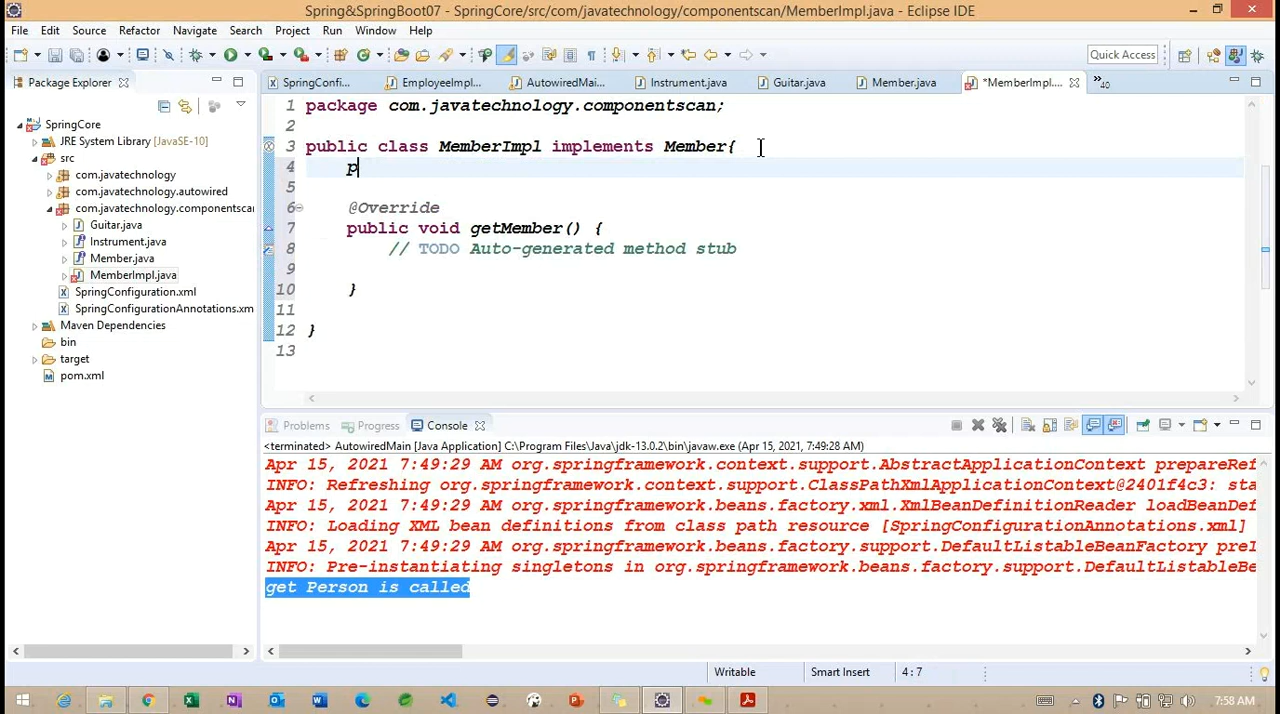 Spring&SpringBoot07 - SpringCore/src/com/javatechnology/componentscan/MemberImpl.java - Eclipse IDE
File Edit Source Refactor Navigate Search Project Run Window Help
Quick Access
Package Explorer
SpringConfi... EmployeeImpl... AutowiredMai... Instrument.java Guitar.java Member.java *MemberImpl... »40
SpringCore
JRE System Library [JavaSE-10]
src
com.javatechnology
com.javatechnology.autowired
com.javatechnology.componentscan
Guitar.java
Instrument.java
Member.java
MemberImpl.java
SpringConfiguration.xml
SpringConfigurationAnnotations.xm
Maven Dependencies
bin
target
pom.xml
1 package com.javatechnology.componentscan;
2
3 public class MemberImpl implements Member{
4 p
5
6 @Override
7 public void getMember() {
8 // TODO Auto-generated method stub
9
10 }
11
12 }
13
Problems Progress Console
<terminated> AutowiredMain [Java Application] C:\Program Files\Java\jdk-13.0.2\bin\javaw.exe (Apr 15, 2021, 7:49:28 AM)
Apr 15, 2021 7:49:29 AM org.springframework.context.support.AbstractApplicationContext prepareRef
INFO: Refreshing org.springframework.context.support.ClassPathXmlApplicationContext@2401f4c3: sta
Apr 15, 2021 7:49:29 AM org.springframework.beans.factory.xml.XmlBeanDefinitionReader loadBeanDef
INFO: Loading XML bean definitions from class path resource [SpringConfigurationAnnotations.xml]
Apr 15, 2021 7:49:29 AM org.springframework.beans.factory.support.DefaultListableBeanFactory preI
INFO: Pre-instantiating singletons in org.springframework.beans.factory.support.DefaultListableBe
get Person is called
Writable Smart Insert 4:7
7:58 AM